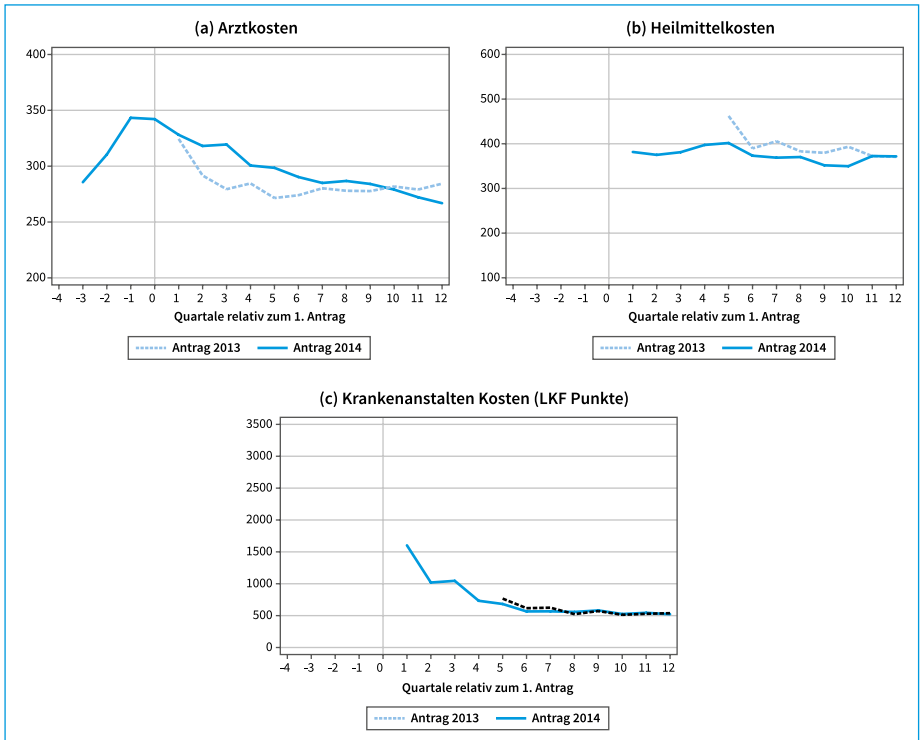 (a) Arztkosten
400
350
300
250
200
–4 –3 –2 –1 0 1 2 3 4 5 6 7 8 9 10 11 12
Quartale relativ zum 1. Antrag
Antrag 2013 Antrag 2014
(b) Heilmittelkosten
600
500
400
300
200
100
–4 –3 –2 –1 0 1 2 3 4 5 6 7 8 9 10 11 12
Quartale relativ zum 1. Antrag
Antrag 2013 Antrag 2014
(c) Krankenanstalten Kosten (LKF Punkte)
3500
3000
2500
2000
1500
1000
500
0
–4 –3 –2 –1 0 1 2 3 4 5 6 7 8 9 10 11 12
Quartale relativ zum 1. Antrag
Antrag 2013 Antrag 2014